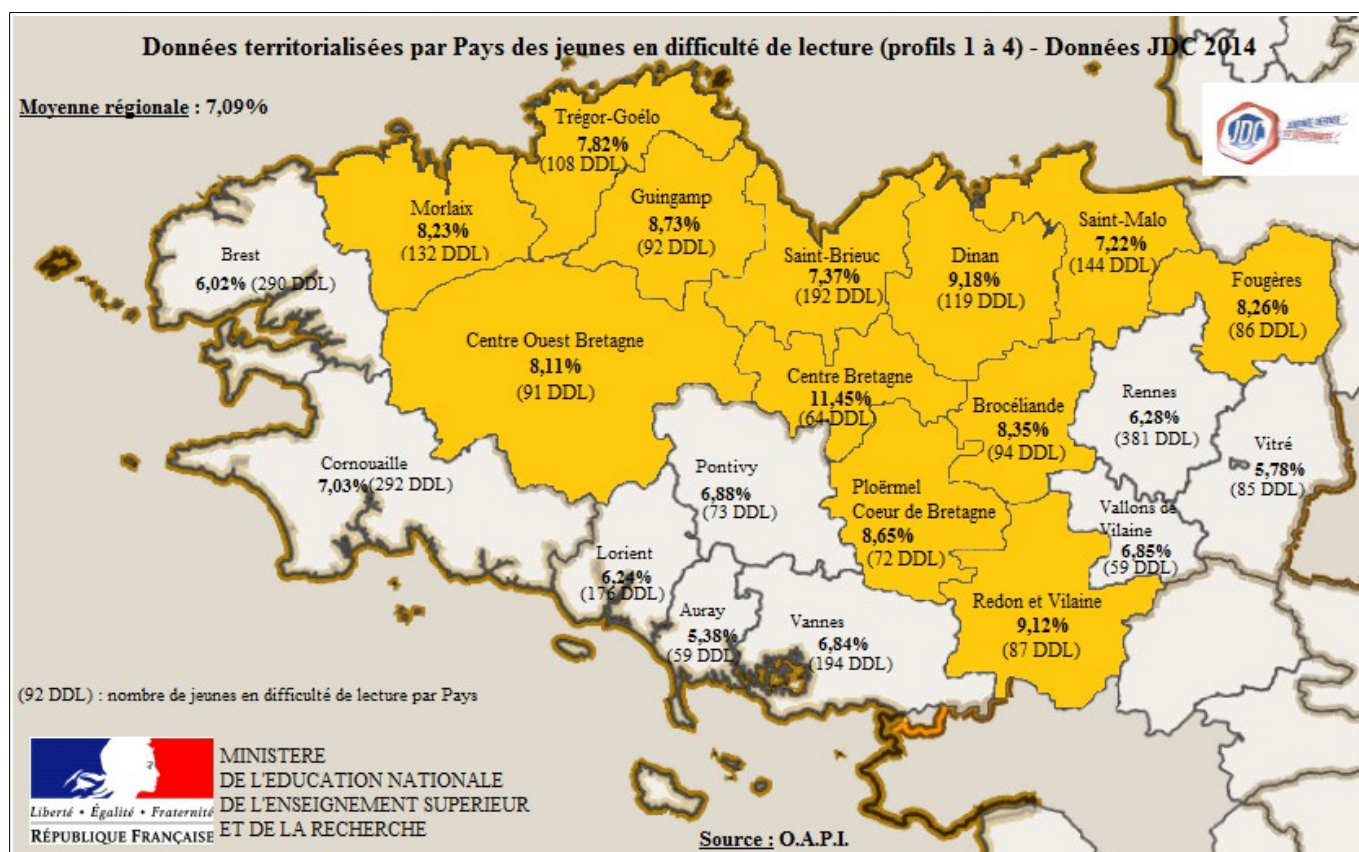 Données territorialisées par Pays des jeunes en difficulté de lecture (profils 1 à 4) - Données JDC 2014
Moyenne régionale : 7,09%
JDC
Trégor-Goélo
7,82%
(108 DDL)
Guingamp
8,73%
(92 DDL)
Morlaix
8,23%
(132 DDL)
Brest
6,02% (290 DDL)
Saint-Brieuc
7,37%
(192 DDL)
Dinan
9,18%
(119 DDL)
Saint-Malo
7,22%
(144 DDL)
Fougères
8,26%
(86 DDL)
Centre Ouest Bretagne
8,11%
(91 DDL)
Centre Bretagne
11,45%
(64 DDL)
Brocéliande
8,35%
(94 DDL)
Rennes
6,28%
(381 DDL)
Vitré
5,78%
(85 DDL)
Cornouaille
7,03%(292 DDL)
Pontivy
6,88%
(73 DDL)
Ploërmel
Coeur de Bretagne
8,65%
(72 DDL)
Vallons de
Vilaine
6,85%
(59 DDL)
Lorient
6,24%
(176 DDL)
Auray
5,38%
(59 DDL)
Vannes
6,84%
(194 DDL)
Redon et Vilaine
9,12%
(87 DDL)
(92 DDL) : nombre de jeunes en difficulté de lecture par Pays
Liberté • Égalité • Fraternité
RÉPUBLIQUE FRANÇAISE
MINISTERE
DE L'EDUCATION NATIONALE
DE L'ENSEIGNEMENT SUPERIEUR
ET DE LA RECHERCHE
Source : O.A.P.I.